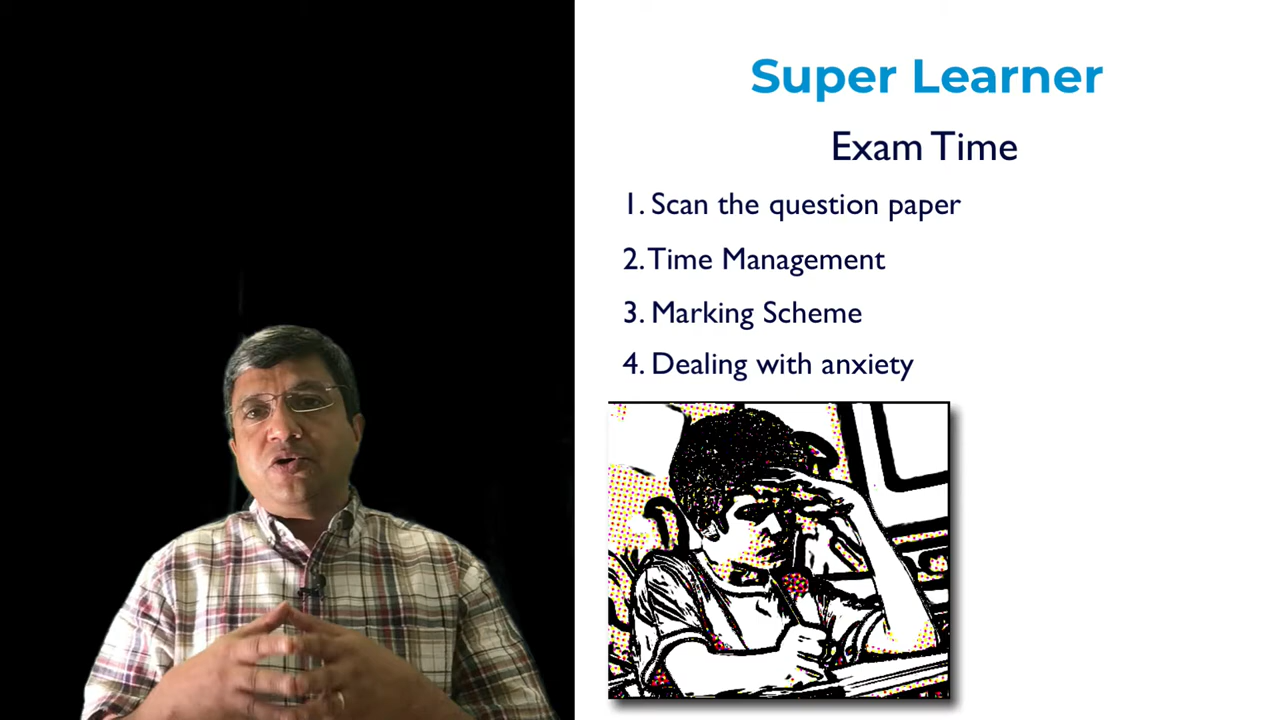 Super Learner
Exam Time
1. Scan the question paper
2. Time Management
3. Marking Scheme
4. Dealing with anxiety